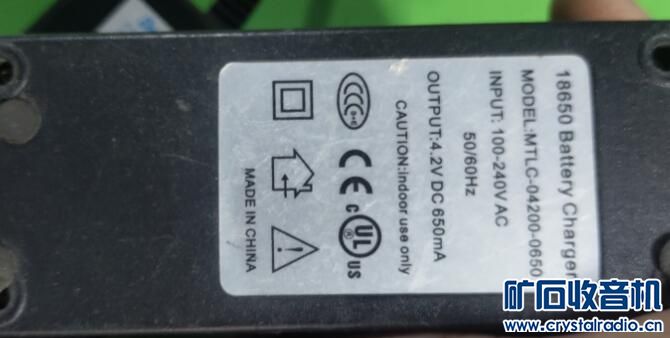 18650 Battery Charger
MODEL:MTLC-04200-0650
INPUT: 100-240V AC
50/60Hz
OUTPUT:4.2V DC 650mA
CAUTION:indoor use only
CCC
S&E
CE
c UL US
®
MADE IN CHINA
矿石收音机
www.crystalradio.cn